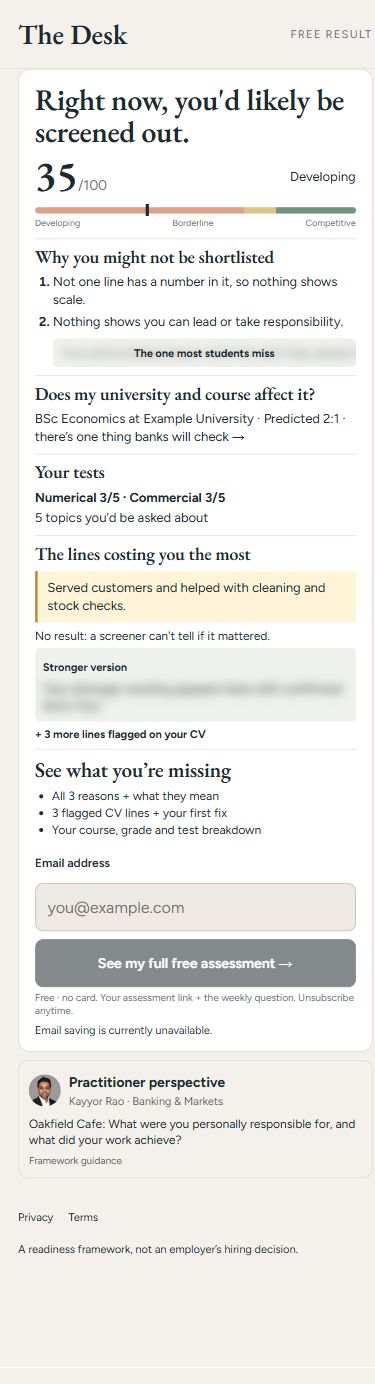 The Desk
FREE RESULT
Right now, you'd likely be
screened out.
35/100
Developing
Developing
Borderline
Competitive
Why you might not be shortlisted
1. Not one line has a number in it, so nothing shows
scale.
2. Nothing shows you can lead or take responsibility.
The one most students miss
Does my university and course affect it?
BSc Economics at Example University · Predicted 2:1 ·
there's one thing banks will check →
Your tests
Numerical 3/5 · Commercial 3/5
5 topics you'd be asked about
The lines costing you the most
Served customers and helped with cleaning and
stock checks.
No result: a screener can't tell if it mattered.
Stronger version
+ 3 more lines flagged on your CV
See what you're missing
• All 3 reasons + what they mean
• 3 flagged CV lines + your first fix
• Your course, grade and test breakdown
Email address
you@example.com
See my full free assessment →
Free · no card. Your assessment link + the weekly question. Unsubscribe
anytime.
Email saving is currently unavailable.
Practitioner perspective
Kayyor Rao · Banking & Markets
Oakfield Cafe: What were you personally responsible for, and
what did your work achieve?
Framework guidance
Privacy
Terms
A readiness framework, not an employer's hiring decision.